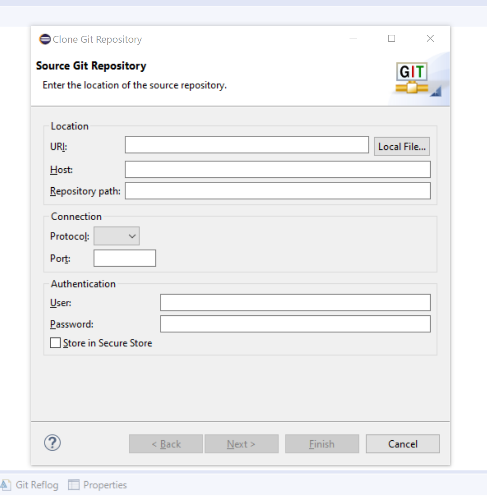 Clone Git Repository
Source Git Repository
Enter the location of the source repository.
GIT
Location
URI:
Local File...
Host:
Repository path:
Connection
Protocol:
Port:
Authentication
User:
Password:
Store in Secure Store
?
< Back Next > Finish Cancel
Git Reflog Properties